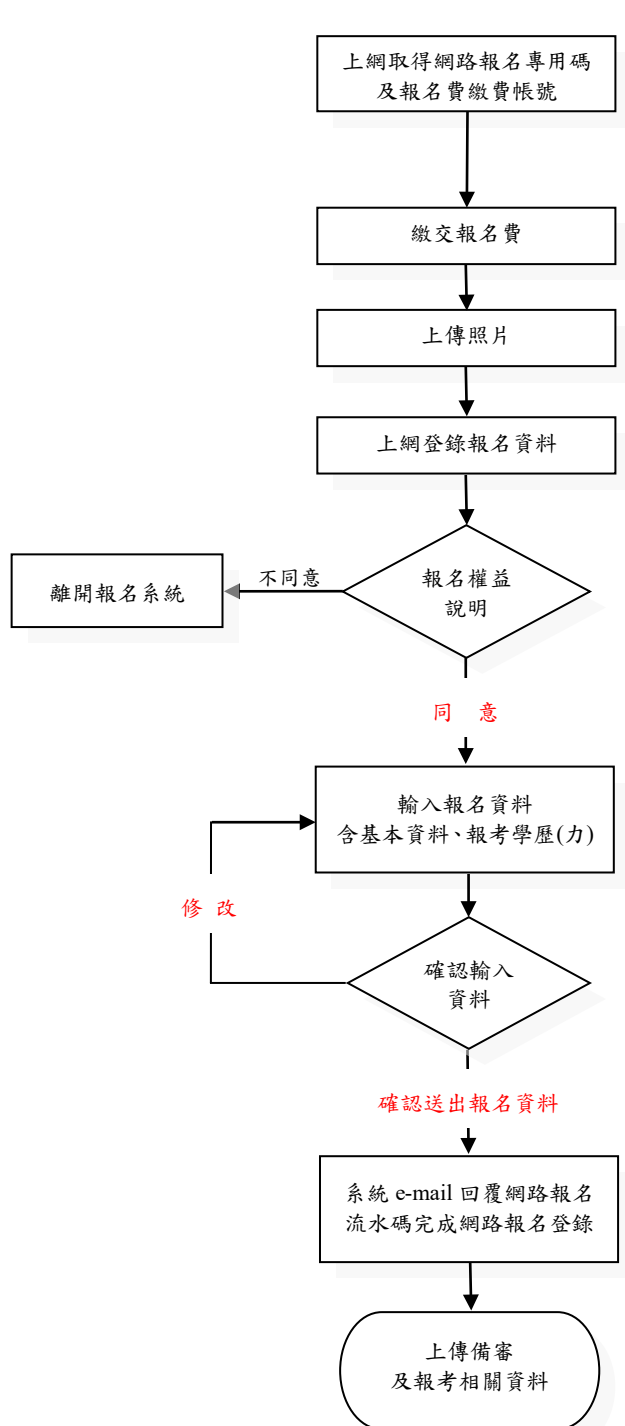 上網取得網路報名專用碼
及報名費繳費帳號
繳交報名費
上傳照片
上網登錄報名資料
報名權益
說明
不同意
離開報名系統
同 意
輸入報名資料
含基本資料、報考學歷(力)
修 改
確認輸入
資料
確認送出報名資料
系統 e-mail 回覆網路報名
流水碼完成網路報名登錄
上傳備審
及報考相關資料